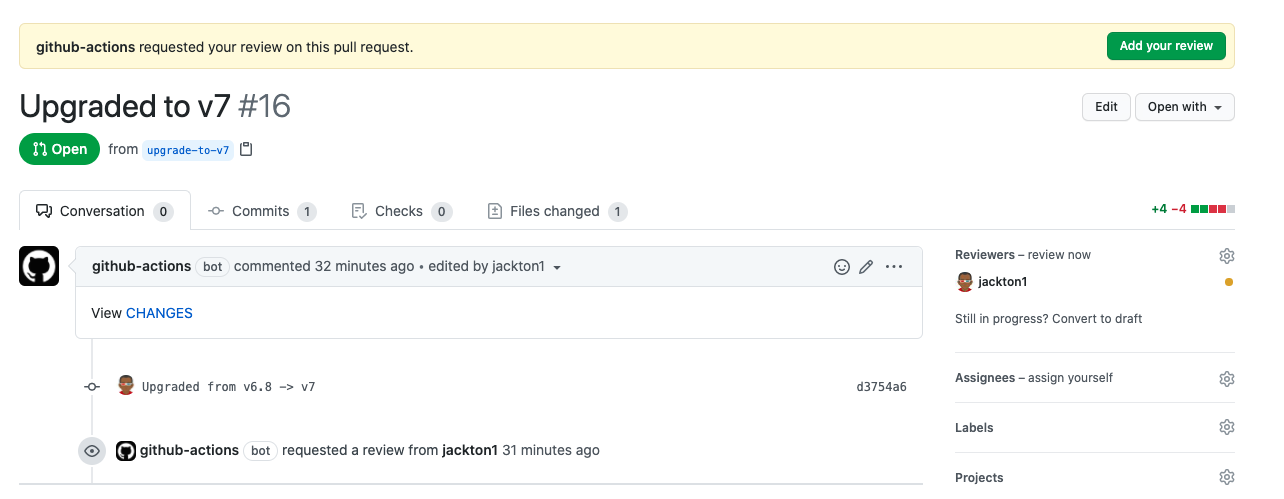 github-actions requested your review on this pull request.
Add your review
Upgraded to v7 #16
Edit
Open with
Open from upgrade-to-v7
Conversation 0
Commits 1
Checks 0
Files changed 1
+4 −4
github-actions bot commented 32 minutes ago • edited by jackton1
View CHANGES
Upgraded from v6.8 -> v7
d3754a6
github-actions bot requested a review from jackton1 31 minutes ago
Reviewers – review now
jackton1
Still in progress? Convert to draft
Assignees – assign yourself
Labels
Projects